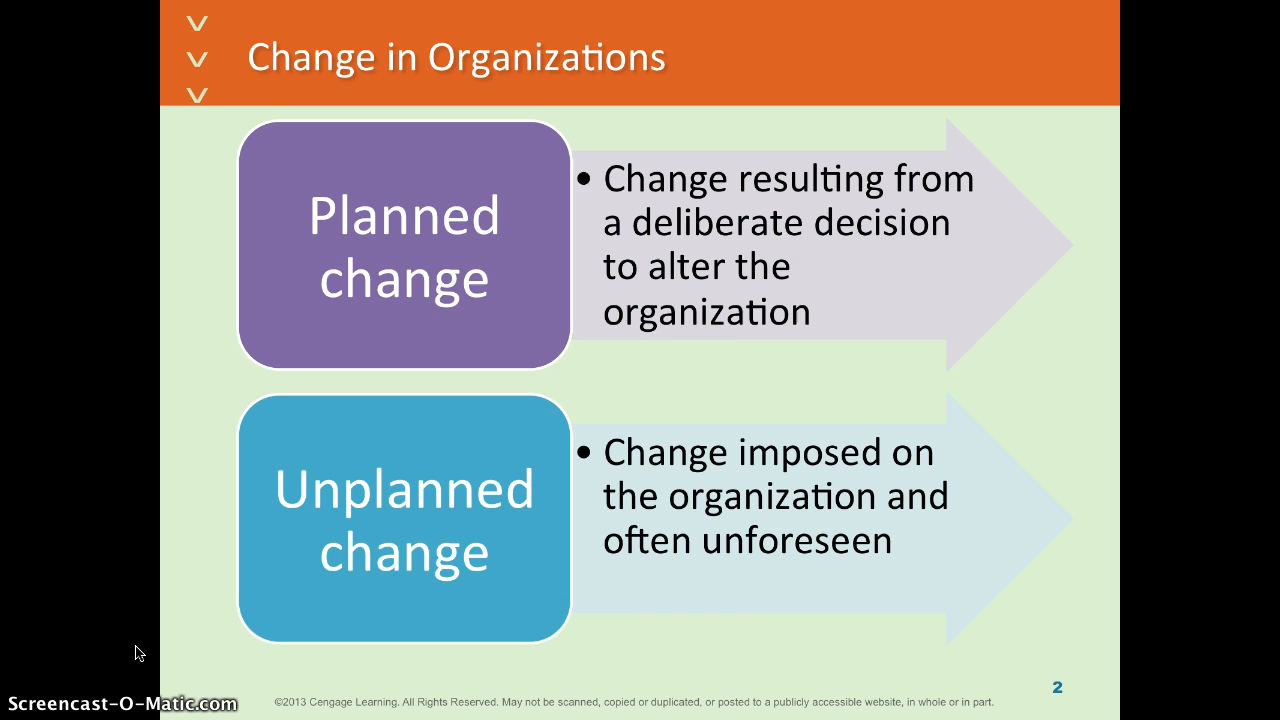 Change in Organizations
Planned
change
• Change resulting from
a deliberate decision
to alter the
organization
Unplanned
change
• Change imposed on
the organization and
often unforeseen
2
©2013 Cengage Learning. All Rights Reserved. May not be scanned, copied or duplicated, or posted to a publicly accessible website, in whole or in part.
Screencast-O-Matic.com